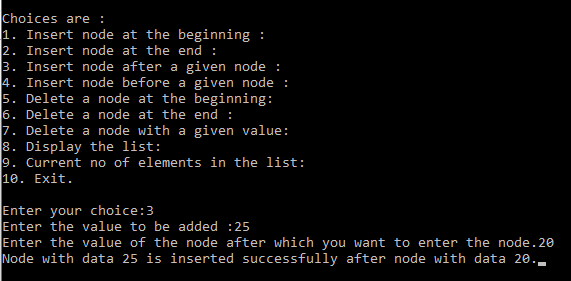 Choices are :
1. Insert node at the beginning :
2. Insert node at the end :
3. Insert node after a given node :
4. Insert node before a given node :
5. Delete a node at the beginning:
6. Delete a node at the end :
7. Delete a node with a given value:
8. Display the list:
9. Current no of elements in the list:
10. Exit.
Enter your choice:3
Enter the value to be added :25
Enter the value of the node after which you want to enter the node.20
Node with data 25 is inserted successfully after node with data 20.